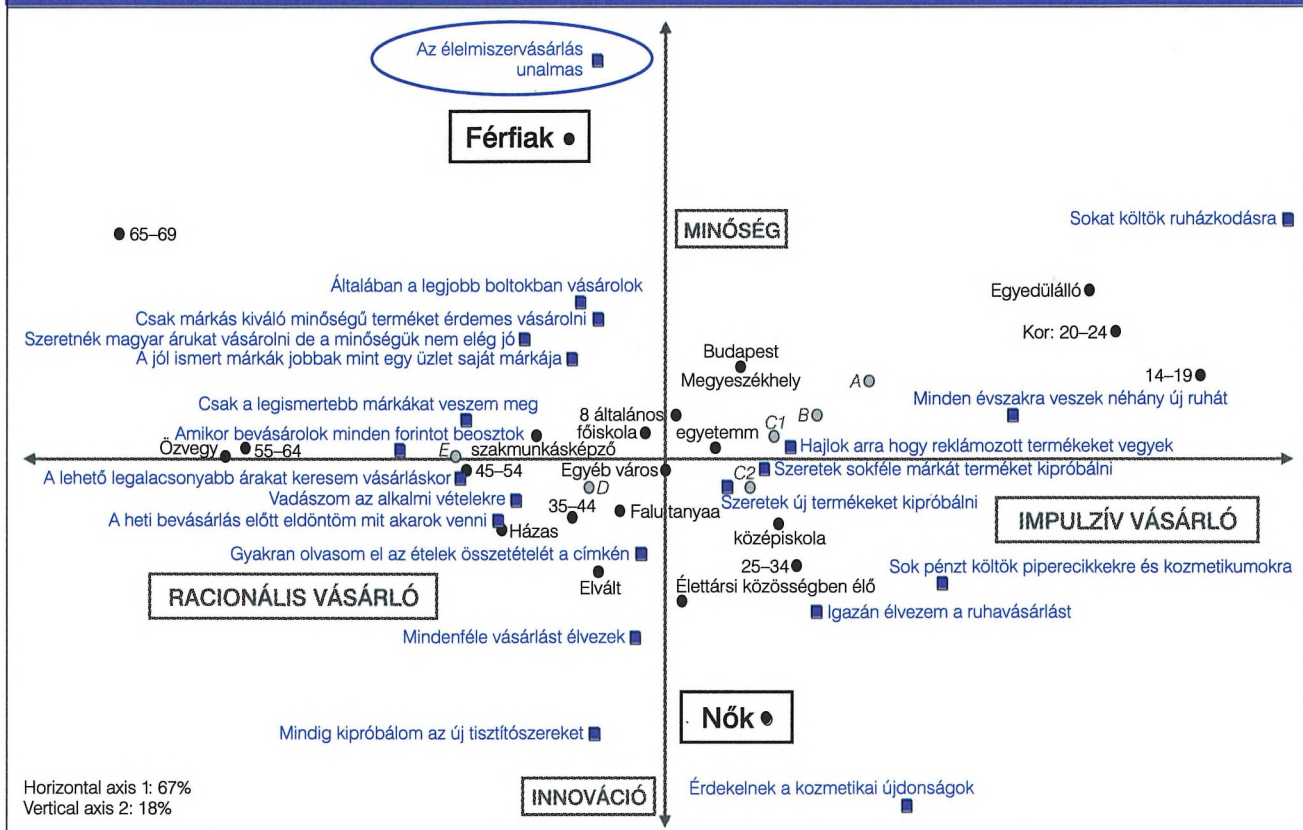 Az élelmiszervásárlás
unalmas
Férfiak
65–69
MINŐSÉG
Sokat költök ruházkodásra
Általában a legjobb boltokban vásárolok
Egyedülálló
Csak márkás kiváló minőségű terméket érdemes vásárolni
Kor: 20–24
Szeretnék magyar árukat vásárolni de a minőségük nem elég jó
A jól ismert márkák jobbak mint egy üzlet saját márkája
Budapest
Megyeszékhely
A
14–19
Csak a legismertebb márkákat veszem meg
8 általános
B
Minden évszakra veszek néhány új ruhát
Amikor bevásárolok minden forintot beosztok
főiskola
C1
Özvegy
55–64
E
szakmunkásképző
egyetemm
Hajlok arra hogy reklámozott termékeket vegyek
A lehető legalacsonyabb árakat keresem vásárláskor
45–54
Egyéb város
Szeretek sokféle márkát terméket kipróbálni
Vadászom az alkalmi vételekre
D
C2
Szeretek új termékeket kipróbálni
A heti bevásárlás előtt eldöntöm mit akarok venni
35–44
Falu/tanyaa
Házas
középiskola
IMPULZÍV VÁSÁRLÓ
Gyakran olvasom el az ételek összetételét a címkén
25–34
Sok pénzt költök piperecikkekre és kozmetikumokra
RACIONÁLIS VÁSÁRLÓ
Elvált
Élettársi közösségben élő
Igazán élvezem a ruhavásárlást
Mindenféle vásárlást élvezek
Nők
Mindig kipróbálom az új tisztítószereket
Horizontal axis 1: 67%
Vertical axis 2: 18%
INNOVÁCIÓ
Érdekelnek a kozmetikai újdonságok